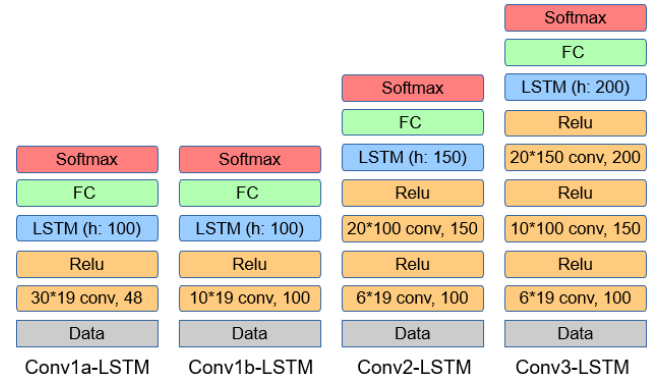 Softmax
FC
LSTM (h: 100)
Relu
30*19 conv, 48
Data
Conv1a-LSTM
Softmax
FC
LSTM (h: 100)
Relu
10*19 conv, 100
Data
Conv1b-LSTM
Softmax
FC
LSTM (h: 150)
Relu
20*100 conv, 150
Relu
6*19 conv, 100
Data
Conv2-LSTM
Softmax
FC
LSTM (h: 200)
Relu
20*150 conv, 200
Relu
10*100 conv, 150
Relu
6*19 conv, 100
Data
Conv3-LSTM